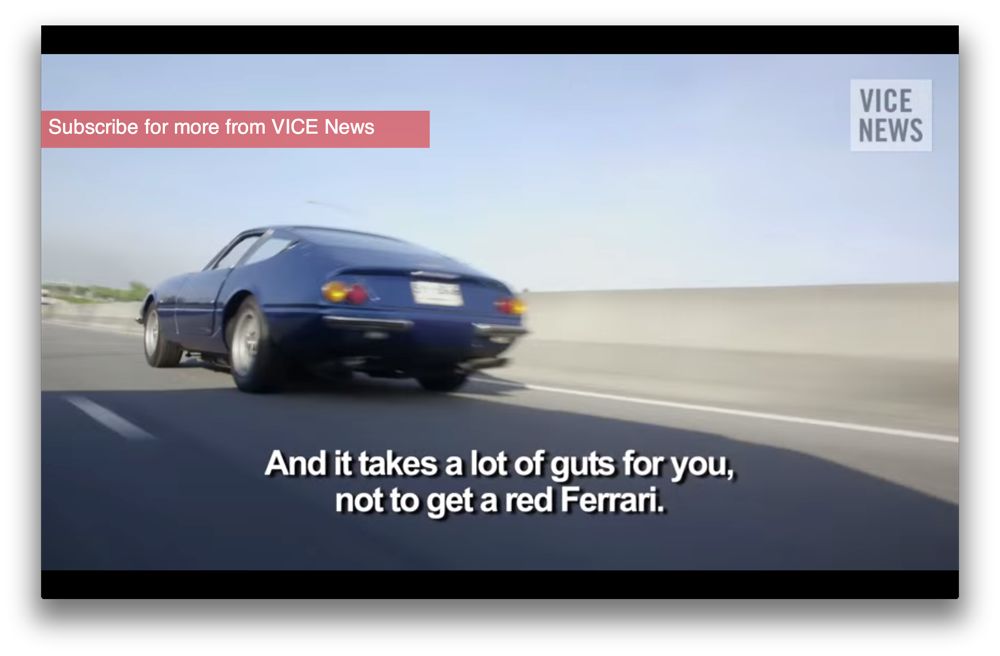 Subscribe for more from VICE News
VICE
NEWS
And it takes a lot of guts for you,
not to get a red Ferrari.